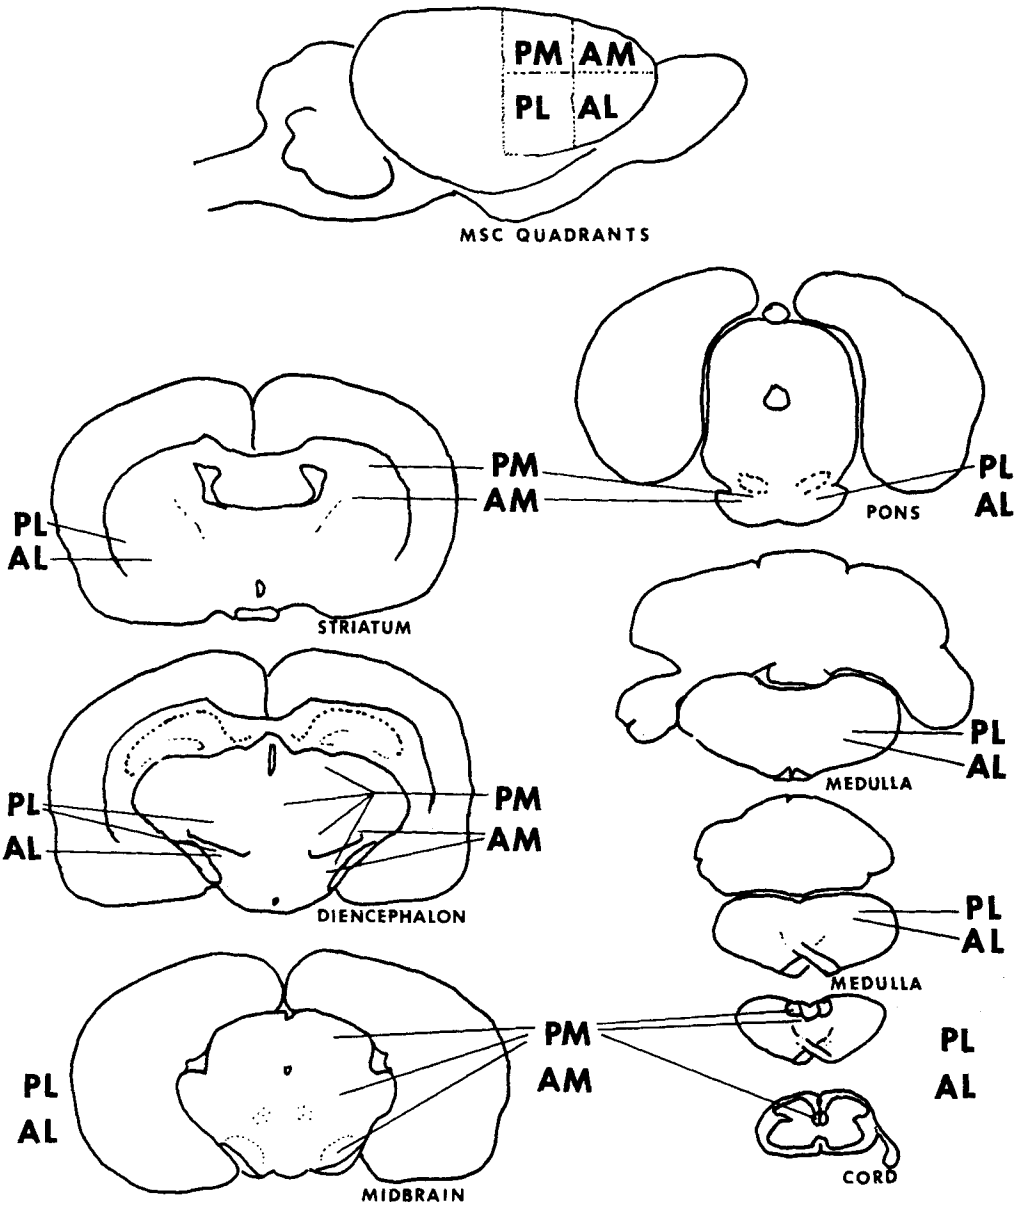 PM AM
PL AL
MSC QUADRANTS
PM
AM
PL
AL
STRIATUM
PL
AL
PONS
PL
AL
PM
AM
DIENCEPHALON
PL
AL
MEDULLA
PL
AL
MEDULLA
PL
AL
PM
AM
MIDBRAIN
PL
AL
CORD